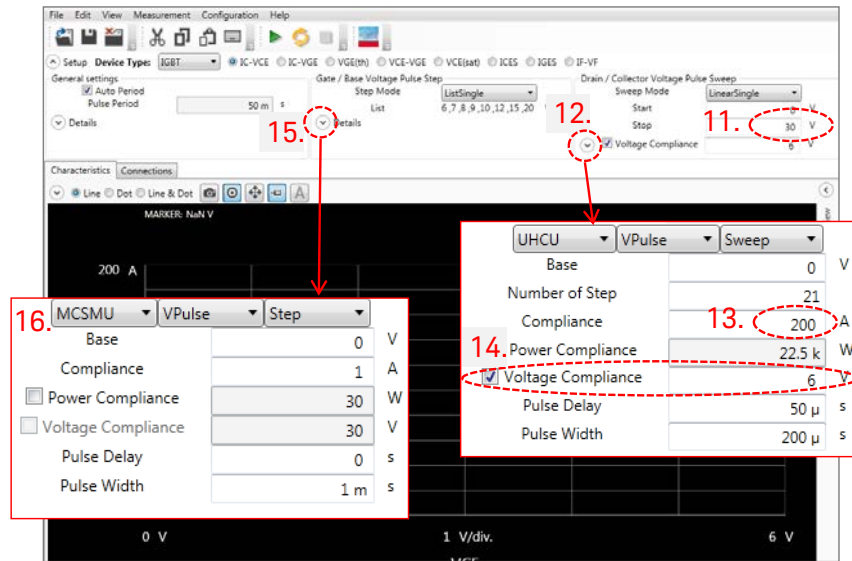 File Edit View Measurement Configuration Help
Setup Device Type: IGBT IC-VCE IC-VGE VGE(th) VCE-VGE VCE(sat) ICES IGES IF-VF
General settings Gate / Base Voltage Pulse Step Drain / Collector Voltage Pulse Sweep
Auto Period Step Mode ListSingle Sweep Mode LinearSingle
Pulse Period 50 m s List 6,7,8,9,10,12,15,20 Start V
Details 15. Details 12. Stop 11. 30 V
Voltage Compliance 6 V
Characteristics Connections
Line Dot Line & Dot A
MARKER: NaN V
200 A
UHCU VPulse Sweep
Base 0 V
Number of Step 21
Compliance 13. 200 A
14. Power Compliance 22.5 k W
Voltage Compliance 6 V
Pulse Delay 50 µ s
Pulse Width 200 µ s
16. MCSMU VPulse Step
Base 0 V
Compliance 1 A
Power Compliance 30 W
Voltage Compliance 30 V
Pulse Delay 0 s
Pulse Width 1 m s
0 V 1 V/div. 6 V